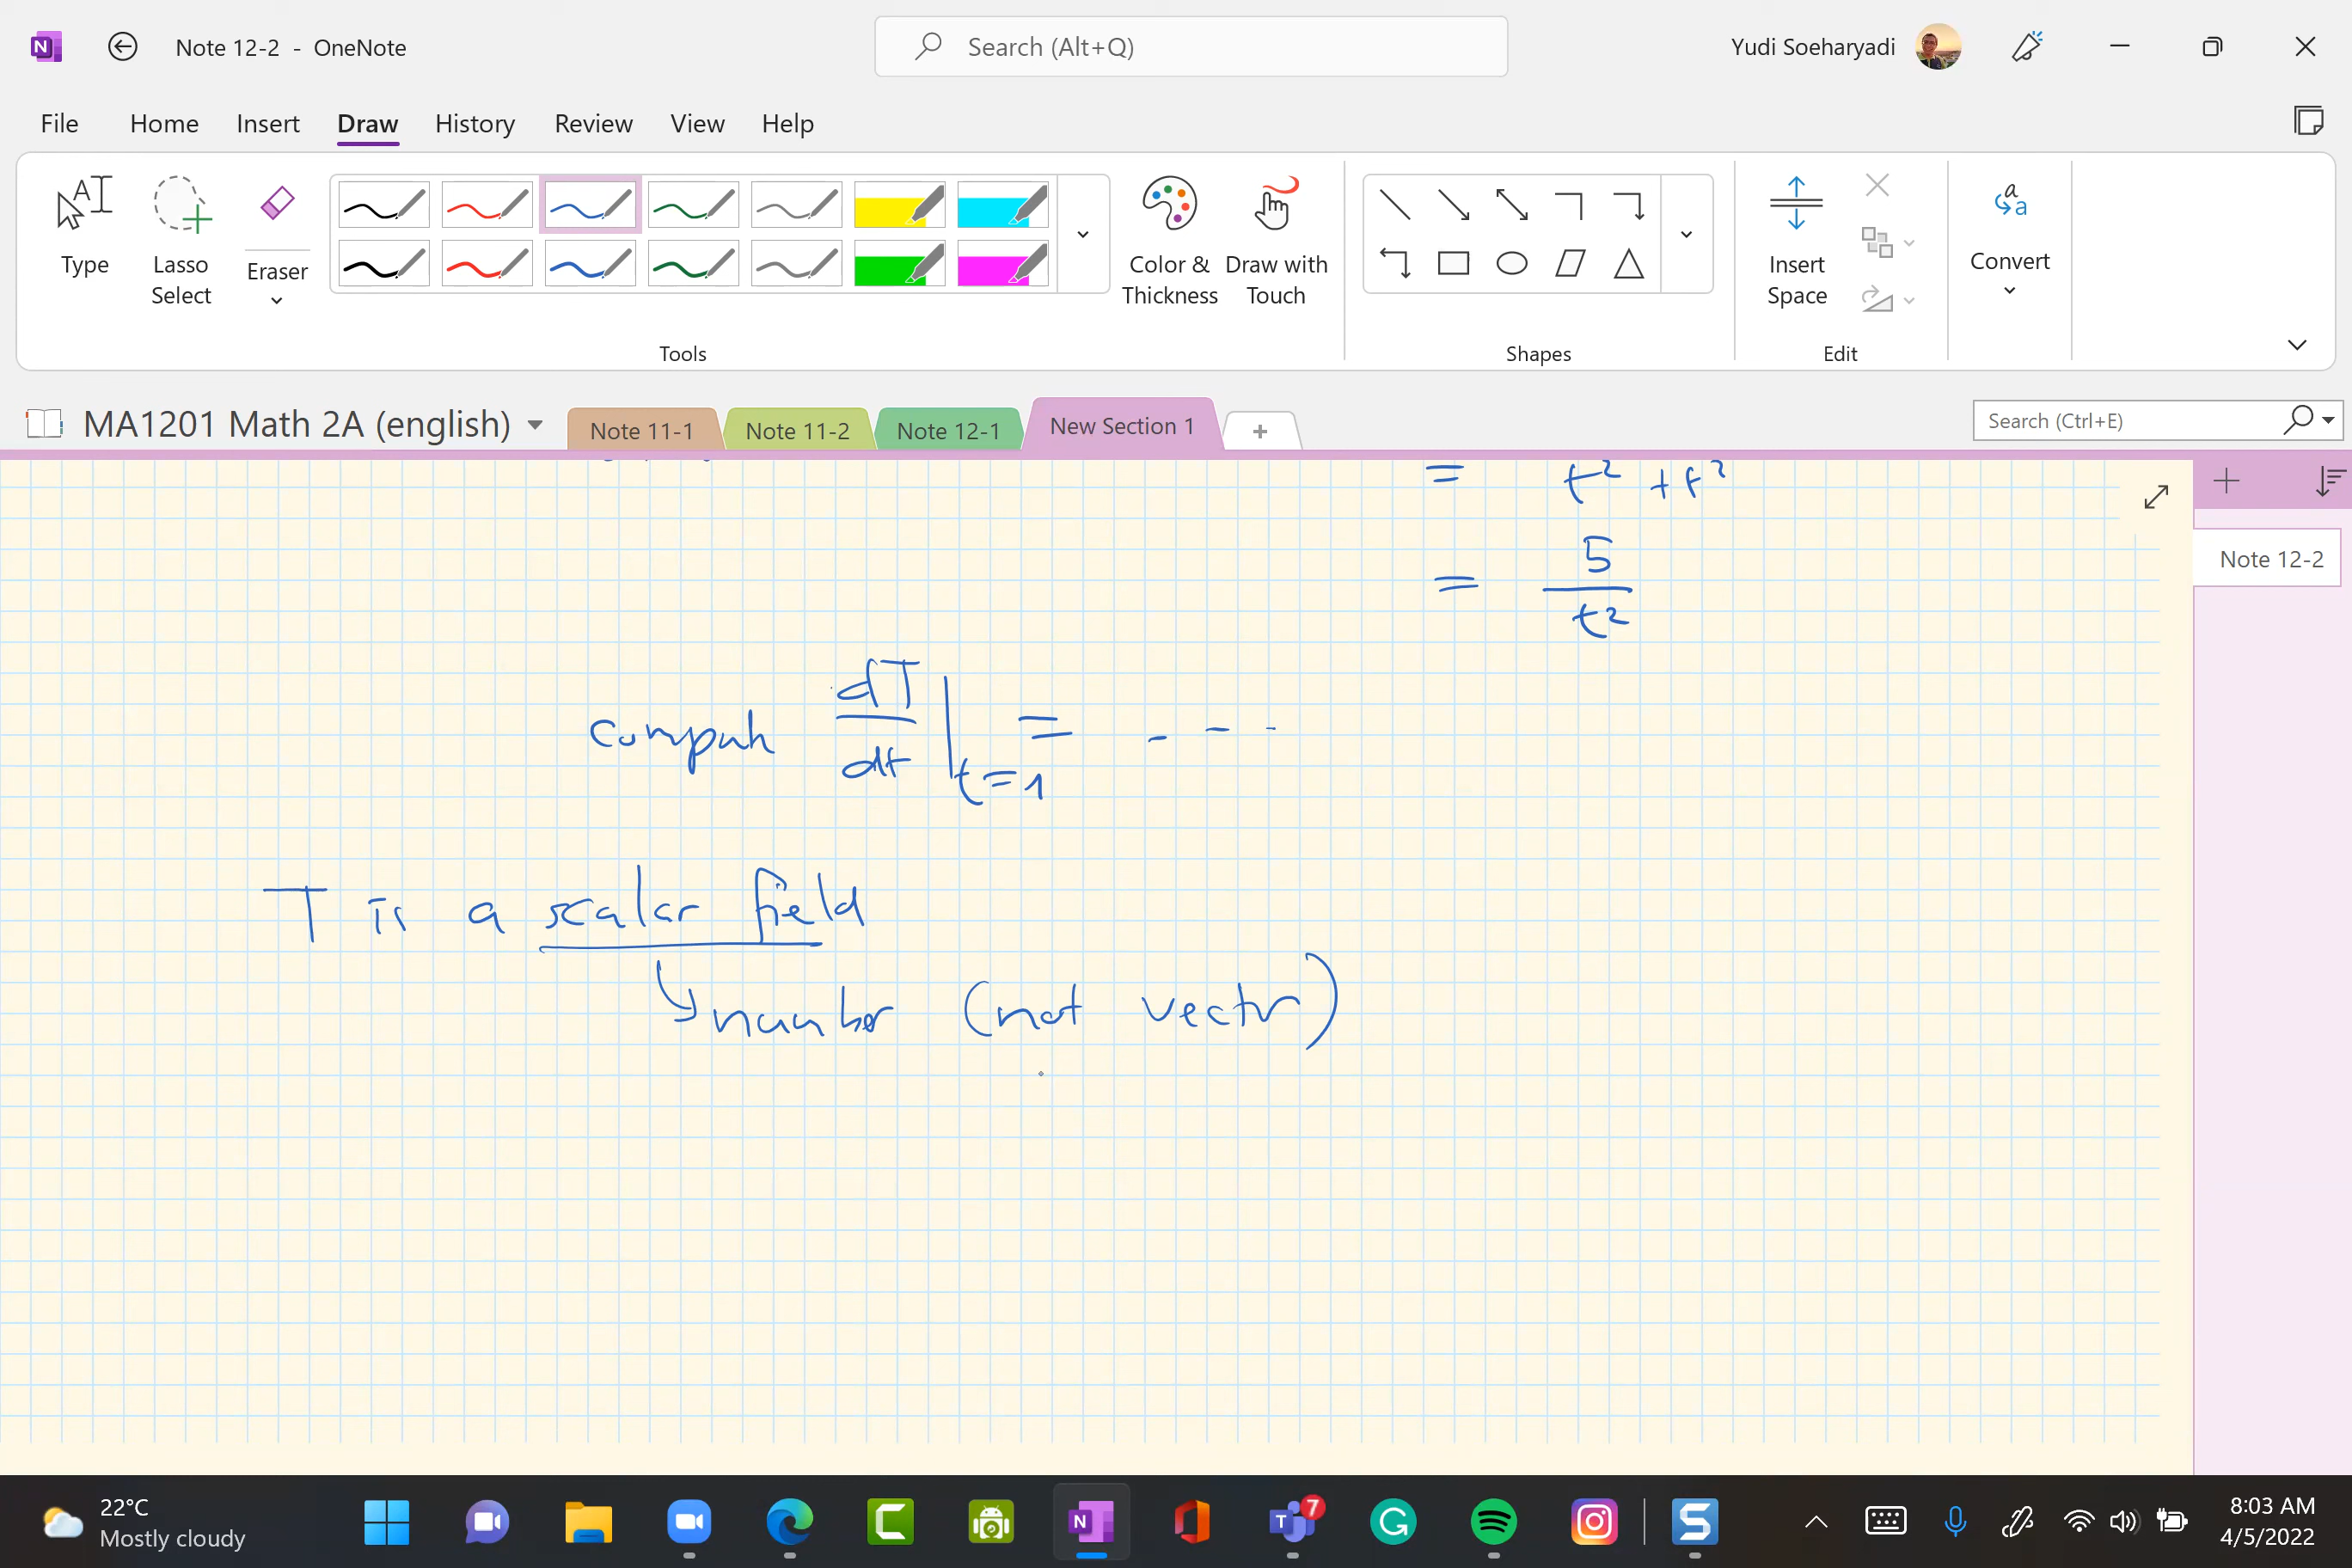 Note 12-2 - OneNote
Search (Alt+Q)
Yudi Soeharyadi
File Home Insert Draw History Review View Help
Type
Lasso Select
Eraser
Color & Thickness
Draw with Touch
Insert Space
Convert
Tools
Shapes
Edit
MA1201 Math 2A (english)
Note 11-1
Note 11-2
Note 12-1
New Section 1
Search (Ctrl+E)
Note 12-2
= t² + t²
= 5/t²
compute dT/dt |t=1 = - - -
T is a scalar field
↳ number (not vector)
22°C
Mostly cloudy
7
8:03 AM
4/5/2022